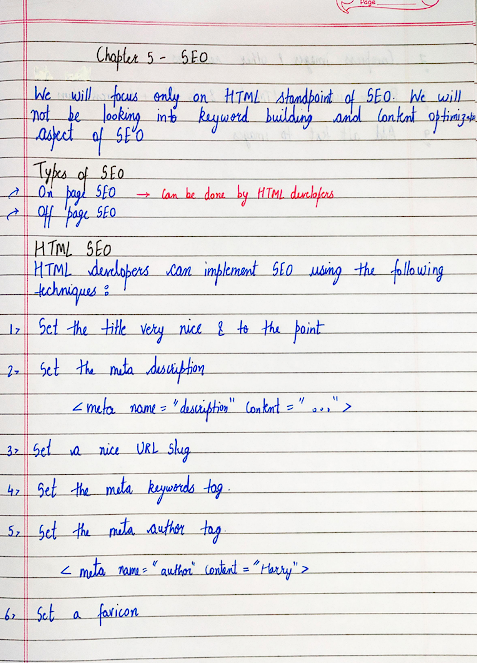 Page
Chapter 5 - SEO
We will focus only on HTML standpoint of SEO. We will
not be looking into keyword building and content optimiz
aspect of SEO
Types of SEO
→ On page SEO → Can be done by HTML developers
→ Off page SEO
HTML SEO
HTML developers can implement SEO using the following
techniques :
1> Set the title very nice & to the point
2> Set the meta description
< meta name = "description" content = " ... " >
3> Set a nice URL slug
4> Set the meta keywords tag.
5> Set the meta author tag.
< meta name = "author" content = "Harry" >
6> Set a favicon